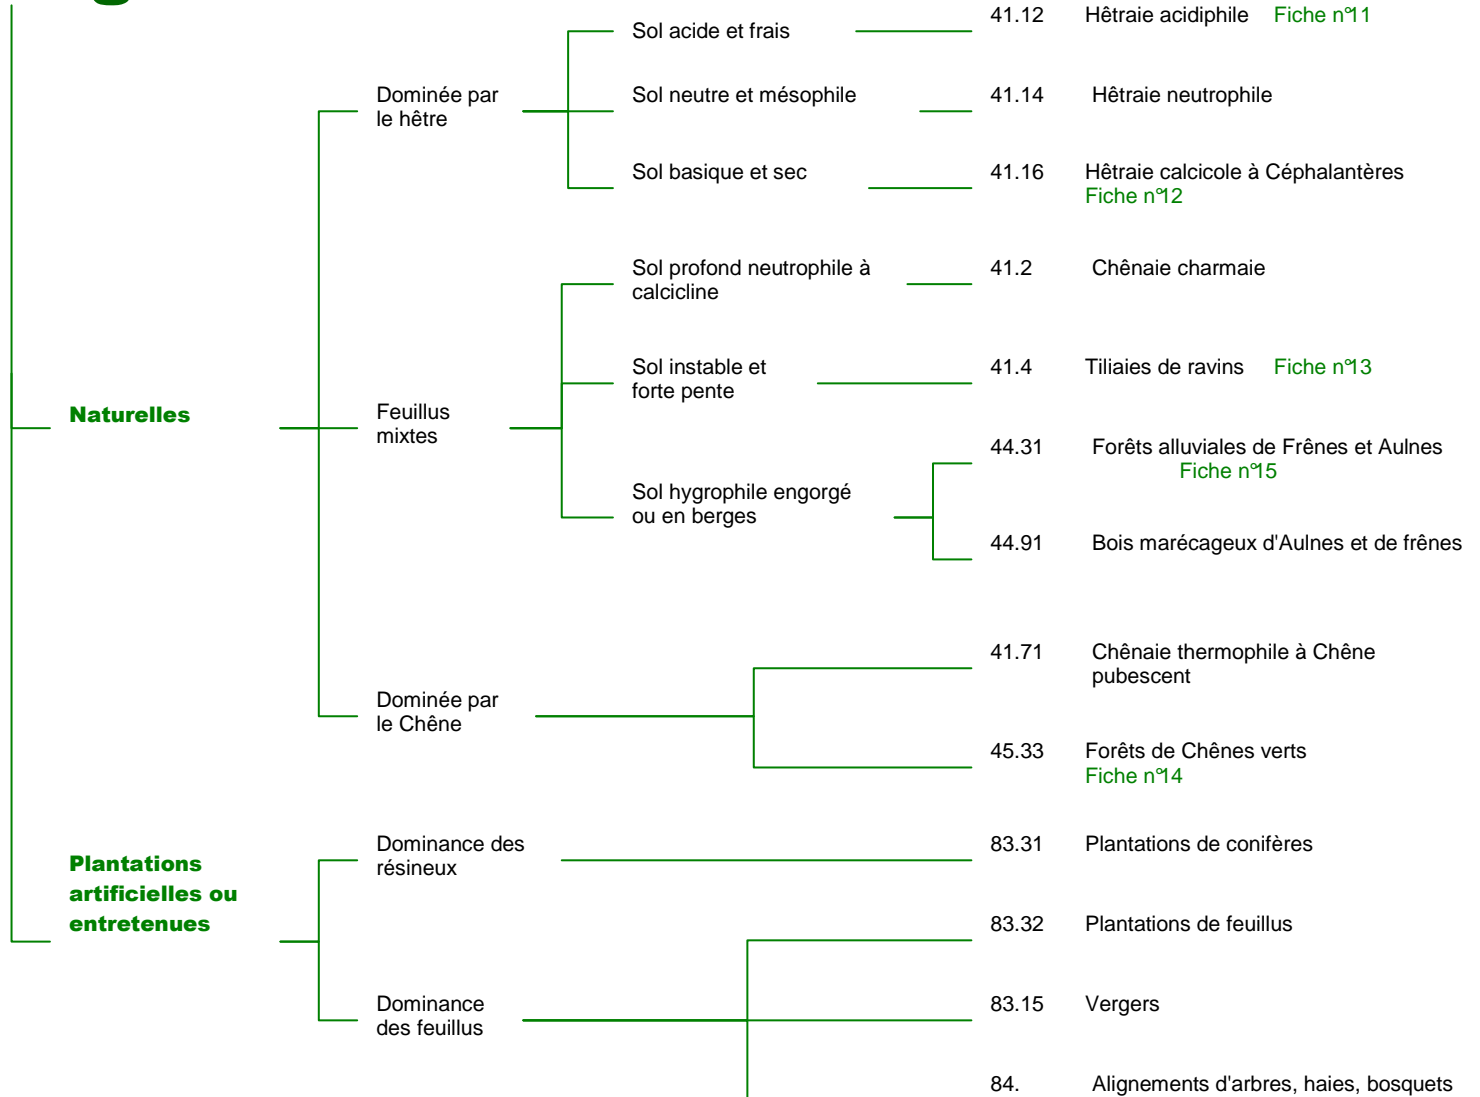 41.12 Hêtraie acidiphile Fiche n°11
Sol acide et frais
Dominée par
le hêtre
Sol neutre et mésophile
41.14 Hêtraie neutrophile
Sol basique et sec
41.16 Hêtraie calcicole à Céphalantères
Fiche n°12
Sol profond neutrophile à
calcicline
41.2 Chênaie charmaie
Sol instable et
forte pente
41.4 Tiliaies de ravins Fiche n°13
Naturelles
Feuillus
mixtes
44.31 Forêts alluviales de Frênes et Aulnes
Fiche n°15
Sol hygrophile engorgé
ou en berges
44.91 Bois marécageux d'Aulnes et de frênes
41.71 Chênaie thermophile à Chêne
pubescent
Dominée par
le Chêne
45.33 Forêts de Chênes verts
Fiche n°14
Plantations
artificielles ou
entretenues
Dominance des
résineux
83.31 Plantations de conifères
83.32 Plantations de feuillus
Dominance
des feuillus
83.15 Vergers
84. Alignements d'arbres, haies, bosquets